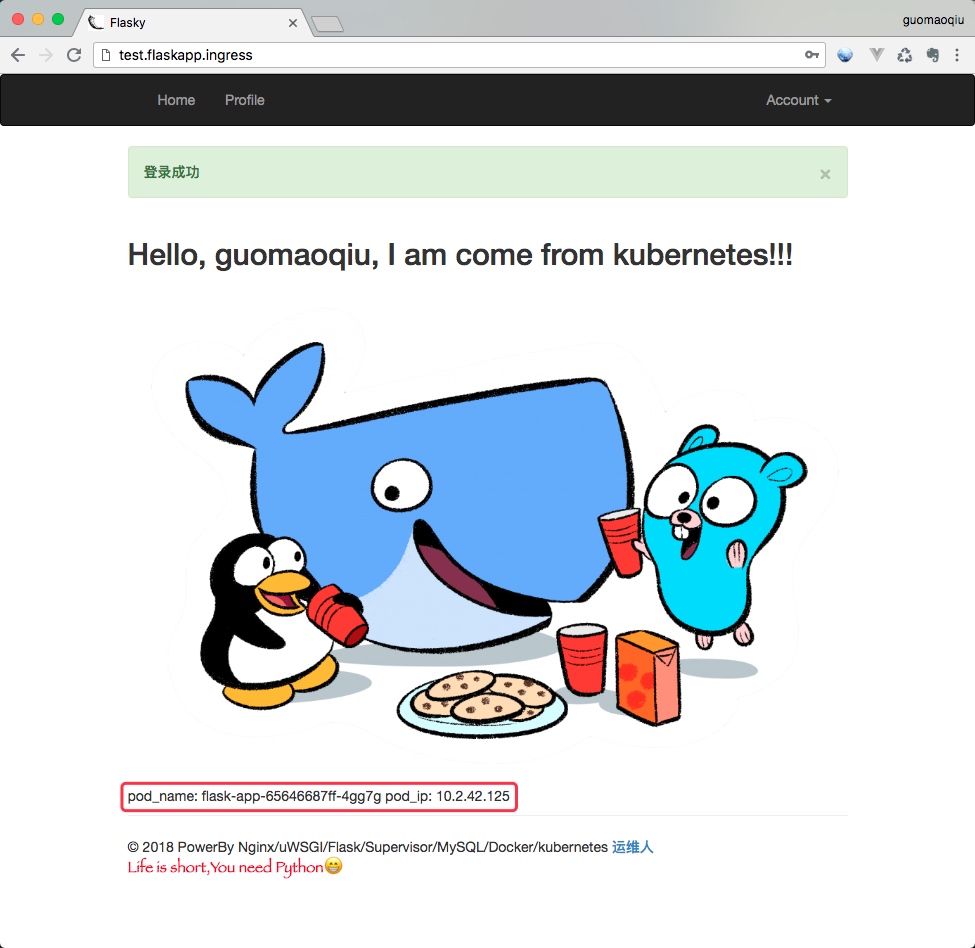 Flasky
guomaoqiu
test.flaskapp.ingress
Home Profile Account
登录成功 ×
Hello, guomaoqiu, I am come from kubernetes!!!
pod_name: flask-app-65646687ff-4gg7g pod_ip: 10.2.42.125
© 2018 PowerBy Nginx/uWSGI/Flask/Supervisor/MySQL/Docker/kubernetes 运维人
Life is short,You need Python😁